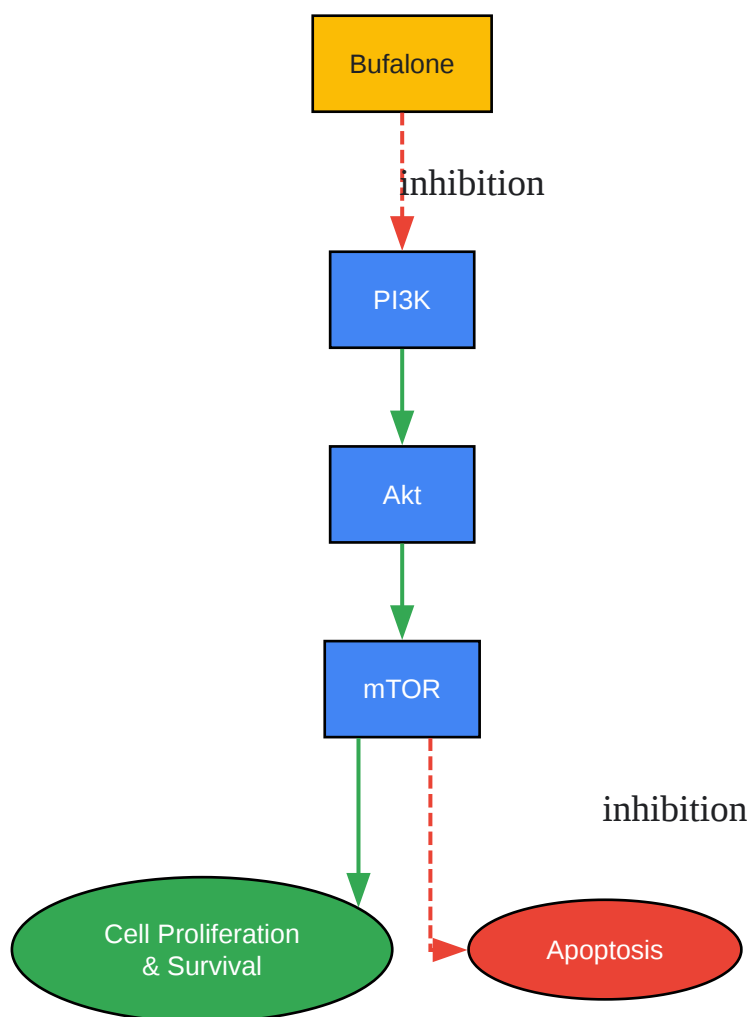 Bufalone
inhibition
PI3K
Akt
mTOR
inhibition
Cell Proliferation
& Survival
Apoptosis